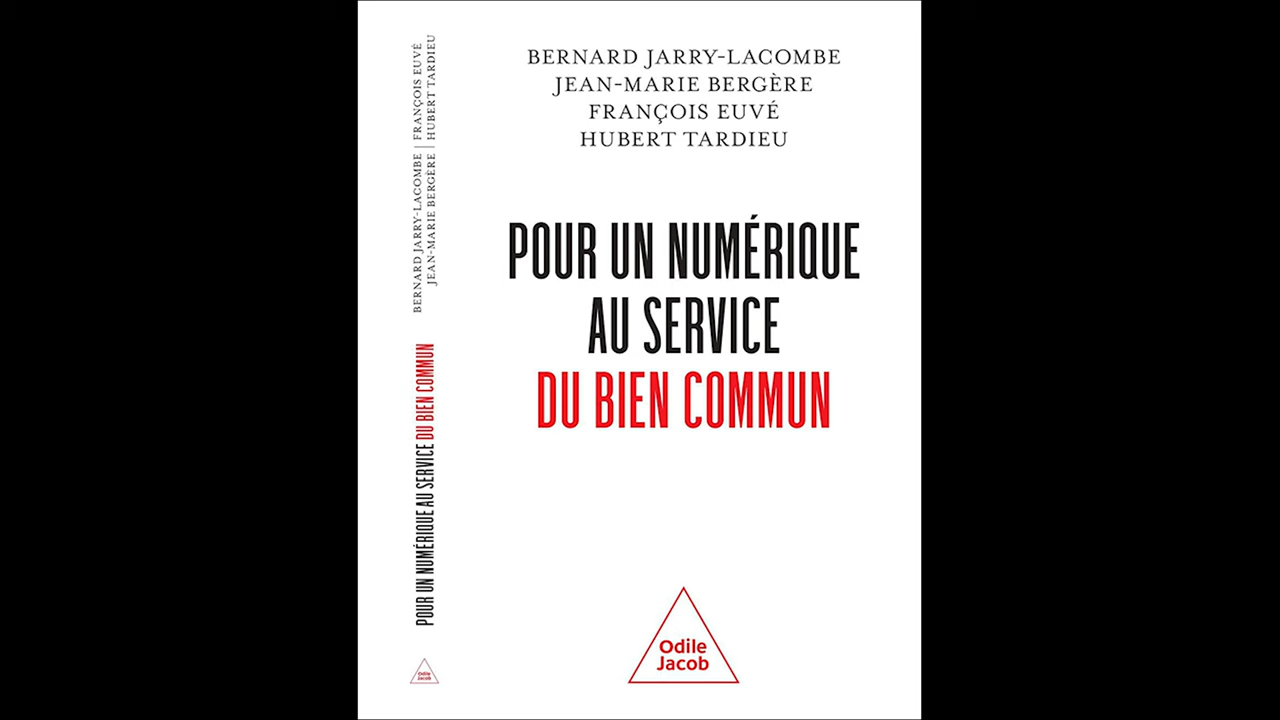 BERNARD JARRY-LACOMBE
JEAN-MARIE BERGÈRE
FRANÇOIS EUVÉ
HUBERT TARDIEU
POUR UN NUMÉRIQUE
AU SERVICE
DU BIEN COMMUN
Odile
Jacob
BERNARD JARRY-LACOMBE | FRANÇOIS EUVÉ
JEAN-MARIE BERGÈRE | HUBERT TARDIEU
POUR UN NUMÉRIQUE AU SERVICE DU BIEN COMMUN
Odile
Jacob